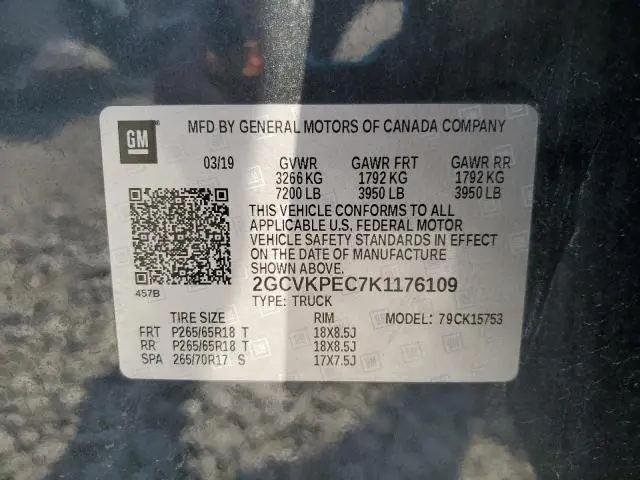 GM
MFD BY GENERAL MOTORS OF CANADA COMPANY
03/19 GVWR GAWR FRT GAWR RR
3266 KG 1792 KG 1792 KG
7200 LB 3950 LB 3950 LB
THIS VEHICLE CONFORMS TO ALL
APPLICABLE U.S. FEDERAL MOTOR
VEHICLE SAFETY STANDARDS IN EFFECT
ON THE DATE OF MANUFACTURE
SHOWN ABOVE.
457B
2GCVKPEC7K1176109
TYPE: TRUCK
TIRE SIZE RIM MODEL: 79CK15753
FRT P265/65R18 T 18X8.5J
RR P265/65R18 T 18X8.5J
SPA 265/70R17 S 17X7.5J